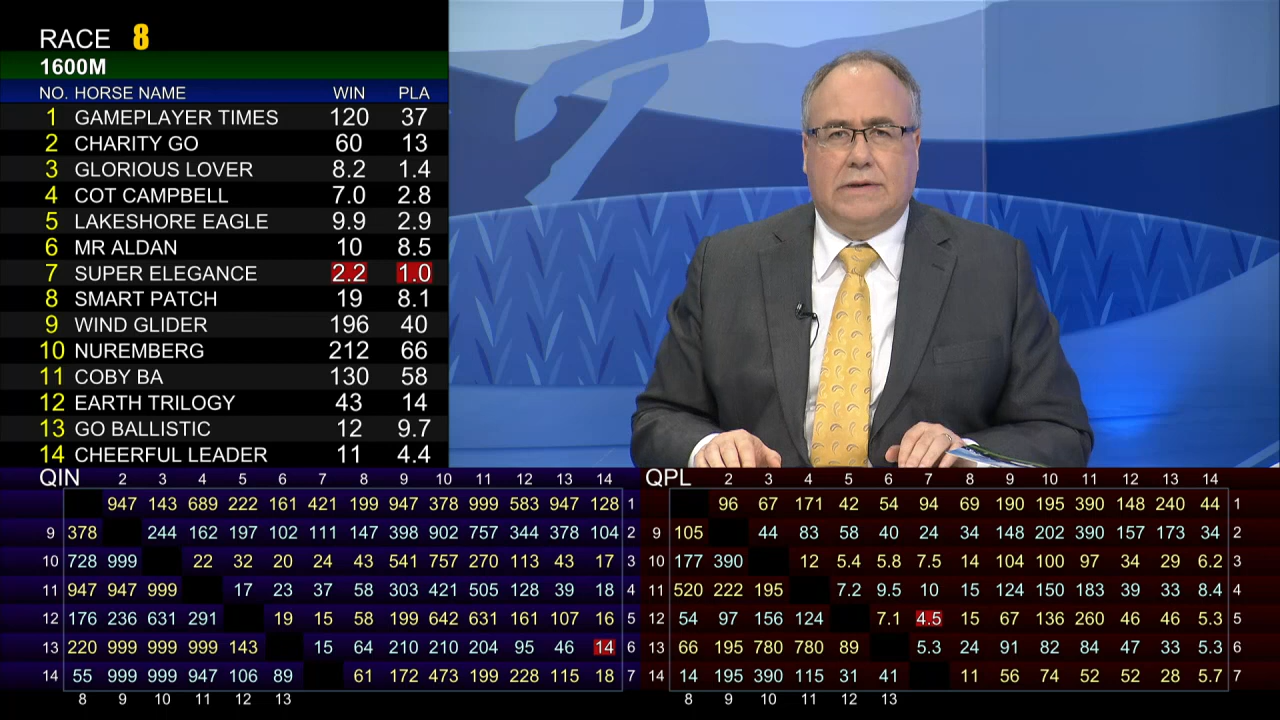 RACE 8
1600M
NO. HORSE NAME WIN PLA
1 GAMEPLAYER TIMES 120 37
2 CHARITY GO 60 13
3 GLORIOUS LOVER 8.2 1.4
4 COT CAMPBELL 7.0 2.8
5 LAKESHORE EAGLE 9.9 2.9
6 MR ALDAN 10 8.5
7 SUPER ELEGANCE 2.2 1.0
8 SMART PATCH 19 8.1
9 WIND GLIDER 196 40
10 NUREMBERG 212 66
11 COBY BA 130 58
12 EARTH TRILOGY 43 14
13 GO BALLISTIC 12 9.7
14 CHEERFUL LEADER 11 4.4
QIN 2 3 4 5 6 7 8 9 10 11 12 13 14
947 143 689 222 161 421 199 947 378 999 583 947 128 1
9 378 244 162 197 102 111 147 398 902 757 344 378 104 2
10 728 999 22 32 20 24 43 541 757 270 113 43 17 3
11 947 947 999 17 23 37 58 303 421 505 128 39 18 4
12 176 236 631 291 19 15 58 199 642 631 161 107 16 5
13 220 999 999 999 143 15 64 210 210 204 95 46 14 6
14 55 999 999 947 106 89 61 172 473 199 228 115 18 7
8 9 10 11 12 13
QPL 2 3 4 5 6 7 8 9 10 11 12 13 14
96 67 171 42 54 94 69 190 195 390 148 240 44 1
9 105 44 83 58 40 24 34 148 202 390 157 173 34 2
10 177 390 12 5.4 5.8 7.5 14 104 100 97 34 29 6.2 3
11 520 222 195 7.2 9.5 10 15 124 150 183 39 33 8.4 4
12 54 97 156 124 7.1 4.5 15 67 136 260 46 46 5.3 5
13 66 195 780 780 89 5.3 24 91 82 84 47 33 5.3 6
14 14 195 390 115 31 41 11 56 74 52 52 28 5.7 7
8 9 10 11 12 13